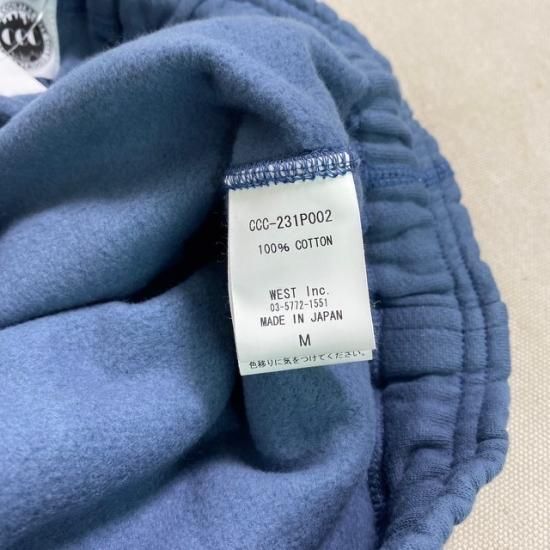 CCC
CCC-231P002
100% COTTON
WEST Inc.
03-5772-1551
MADE IN JAPAN
M
色移りに気をつけてください。